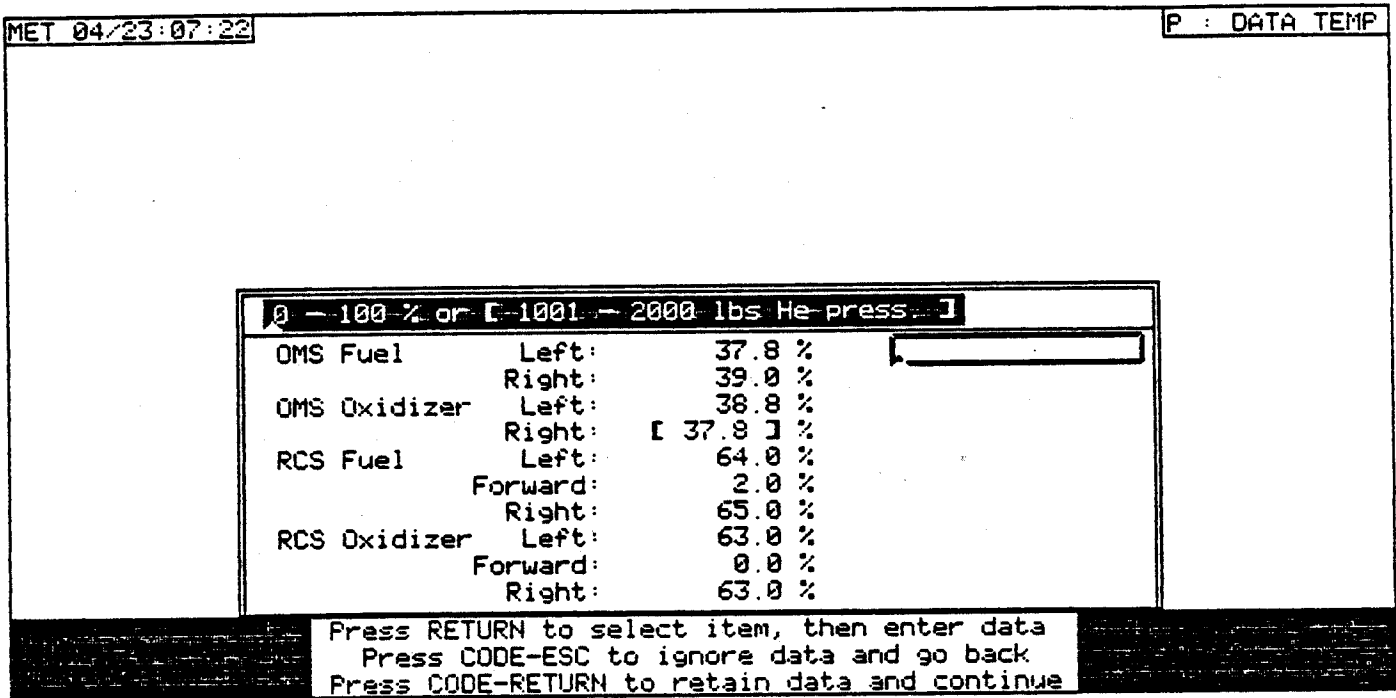 MET 04/23:07:22
P : DATA TEMP
0 - 100 % or [ 1001 - 2000 lbs He press. ]
OMS Fuel Left: 37.8 %
Right: 39.0 %
OMS Oxidizer Left: 38.8 %
Right: [ 37.8 ] %
RCS Fuel Left: 64.0 %
Forward: 2.0 %
Right: 65.0 %
RCS Oxidizer Left: 63.0 %
Forward: 0.0 %
Right: 63.0 %
Press RETURN to select item, then enter data
Press CODE-ESC to ignore data and go back
Press CODE-RETURN to retain data and continue